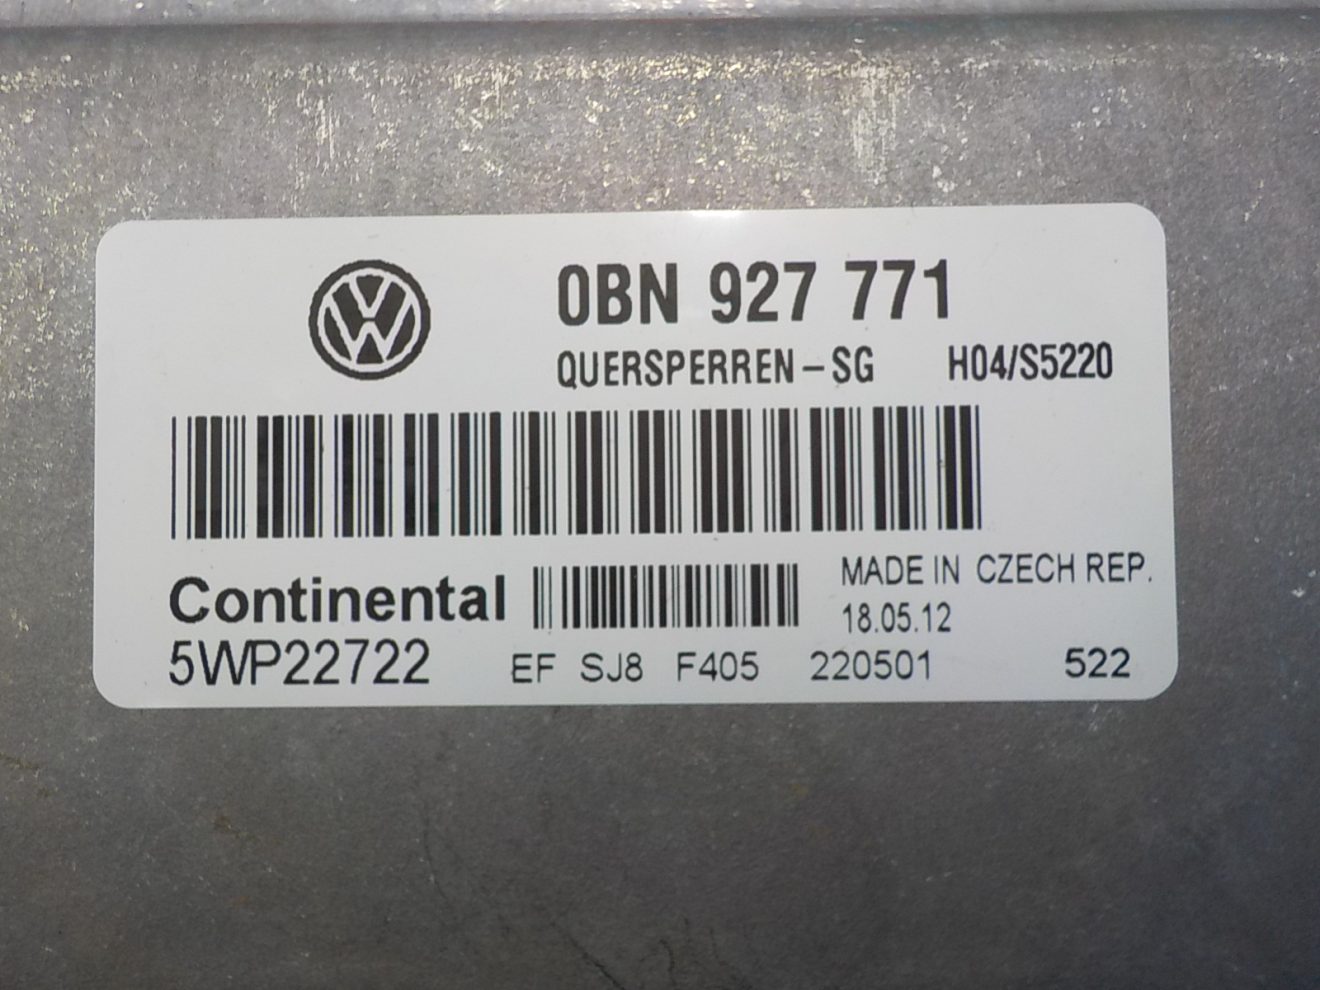 0BN 927 771
QUERSPERREN-SG H04/S5220
Continental
MADE IN CZECH REP.
18.05.12
5WP22722 EF SJ8 F405 220501 522